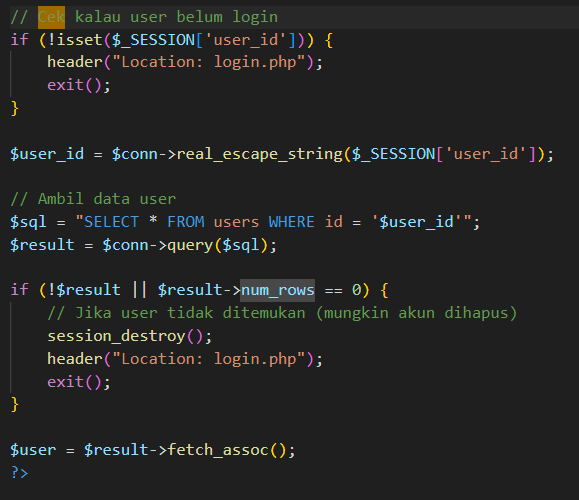 // Cek kalau user belum login
if (!isset($_SESSION['user_id'])) {
    header("Location: login.php");
    exit();
}

$user_id = $conn->real_escape_string($_SESSION['user_id']);

// Ambil data user
$sql = "SELECT * FROM users WHERE id = '$user_id'";
$result = $conn->query($sql);

if (!$result || $result->num_rows == 0) {
    // Jika user tidak ditemukan (mungkin akun dihapus)
    session_destroy();
    header("Location: login.php");
    exit();
}

$user = $result->fetch_assoc();
?>